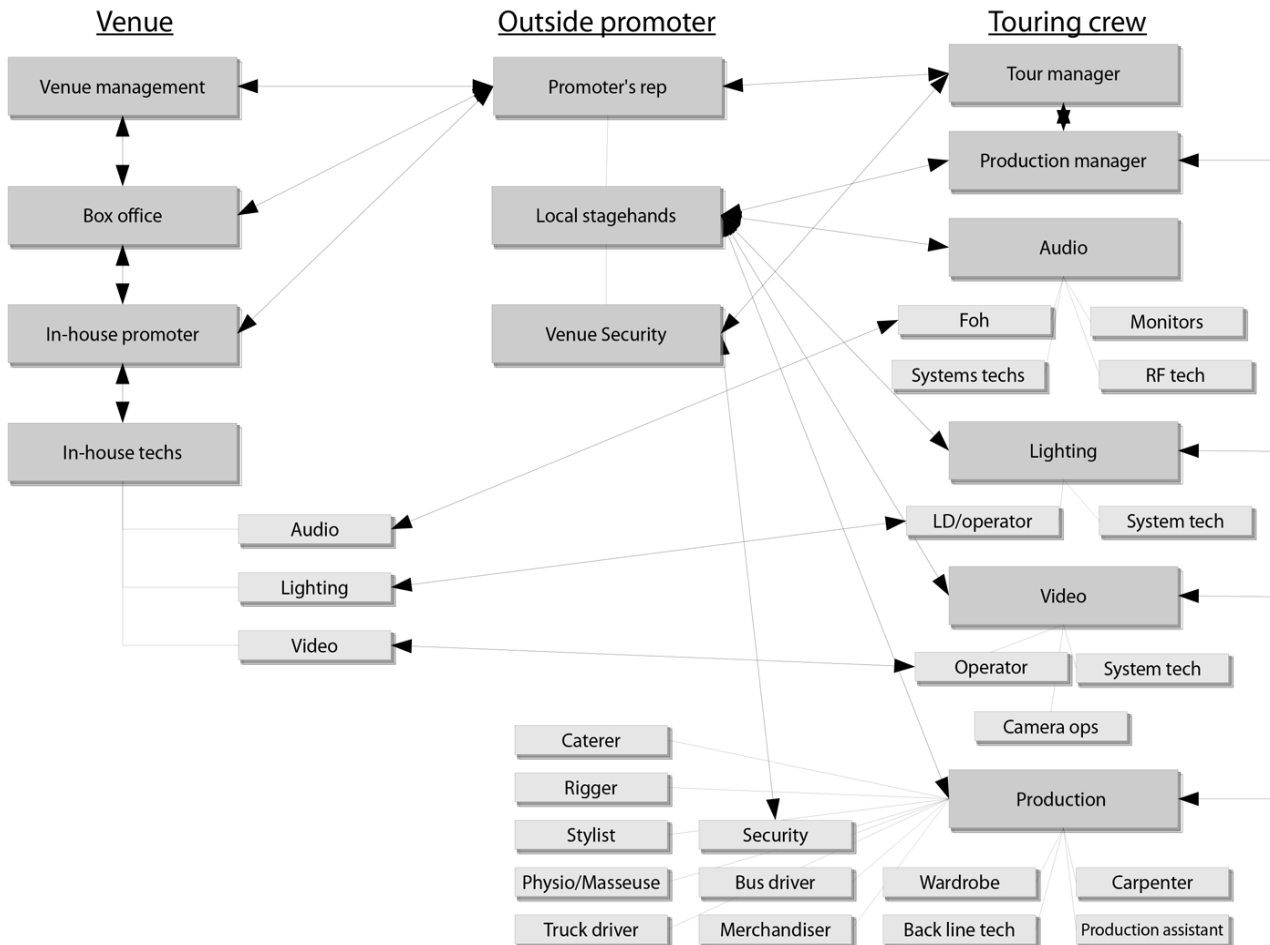 Venue
Outside promoter
Touring crew
Venue management
Promoter's rep
Tour manager
Production manager
Box office
Local stagehands
Audio
In-house promoter
Venue Security
Foh
Monitors
Systems techs
RF tech
In-house techs
Lighting
Audio
LD/operator
System tech
Lighting
Video
Video
Operator
System tech
Camera ops
Caterer
Rigger
Production
Stylist
Security
Physio/Masseuse
Bus driver
Wardrobe
Carpenter
Truck driver
Merchandiser
Back line tech
Production assistant